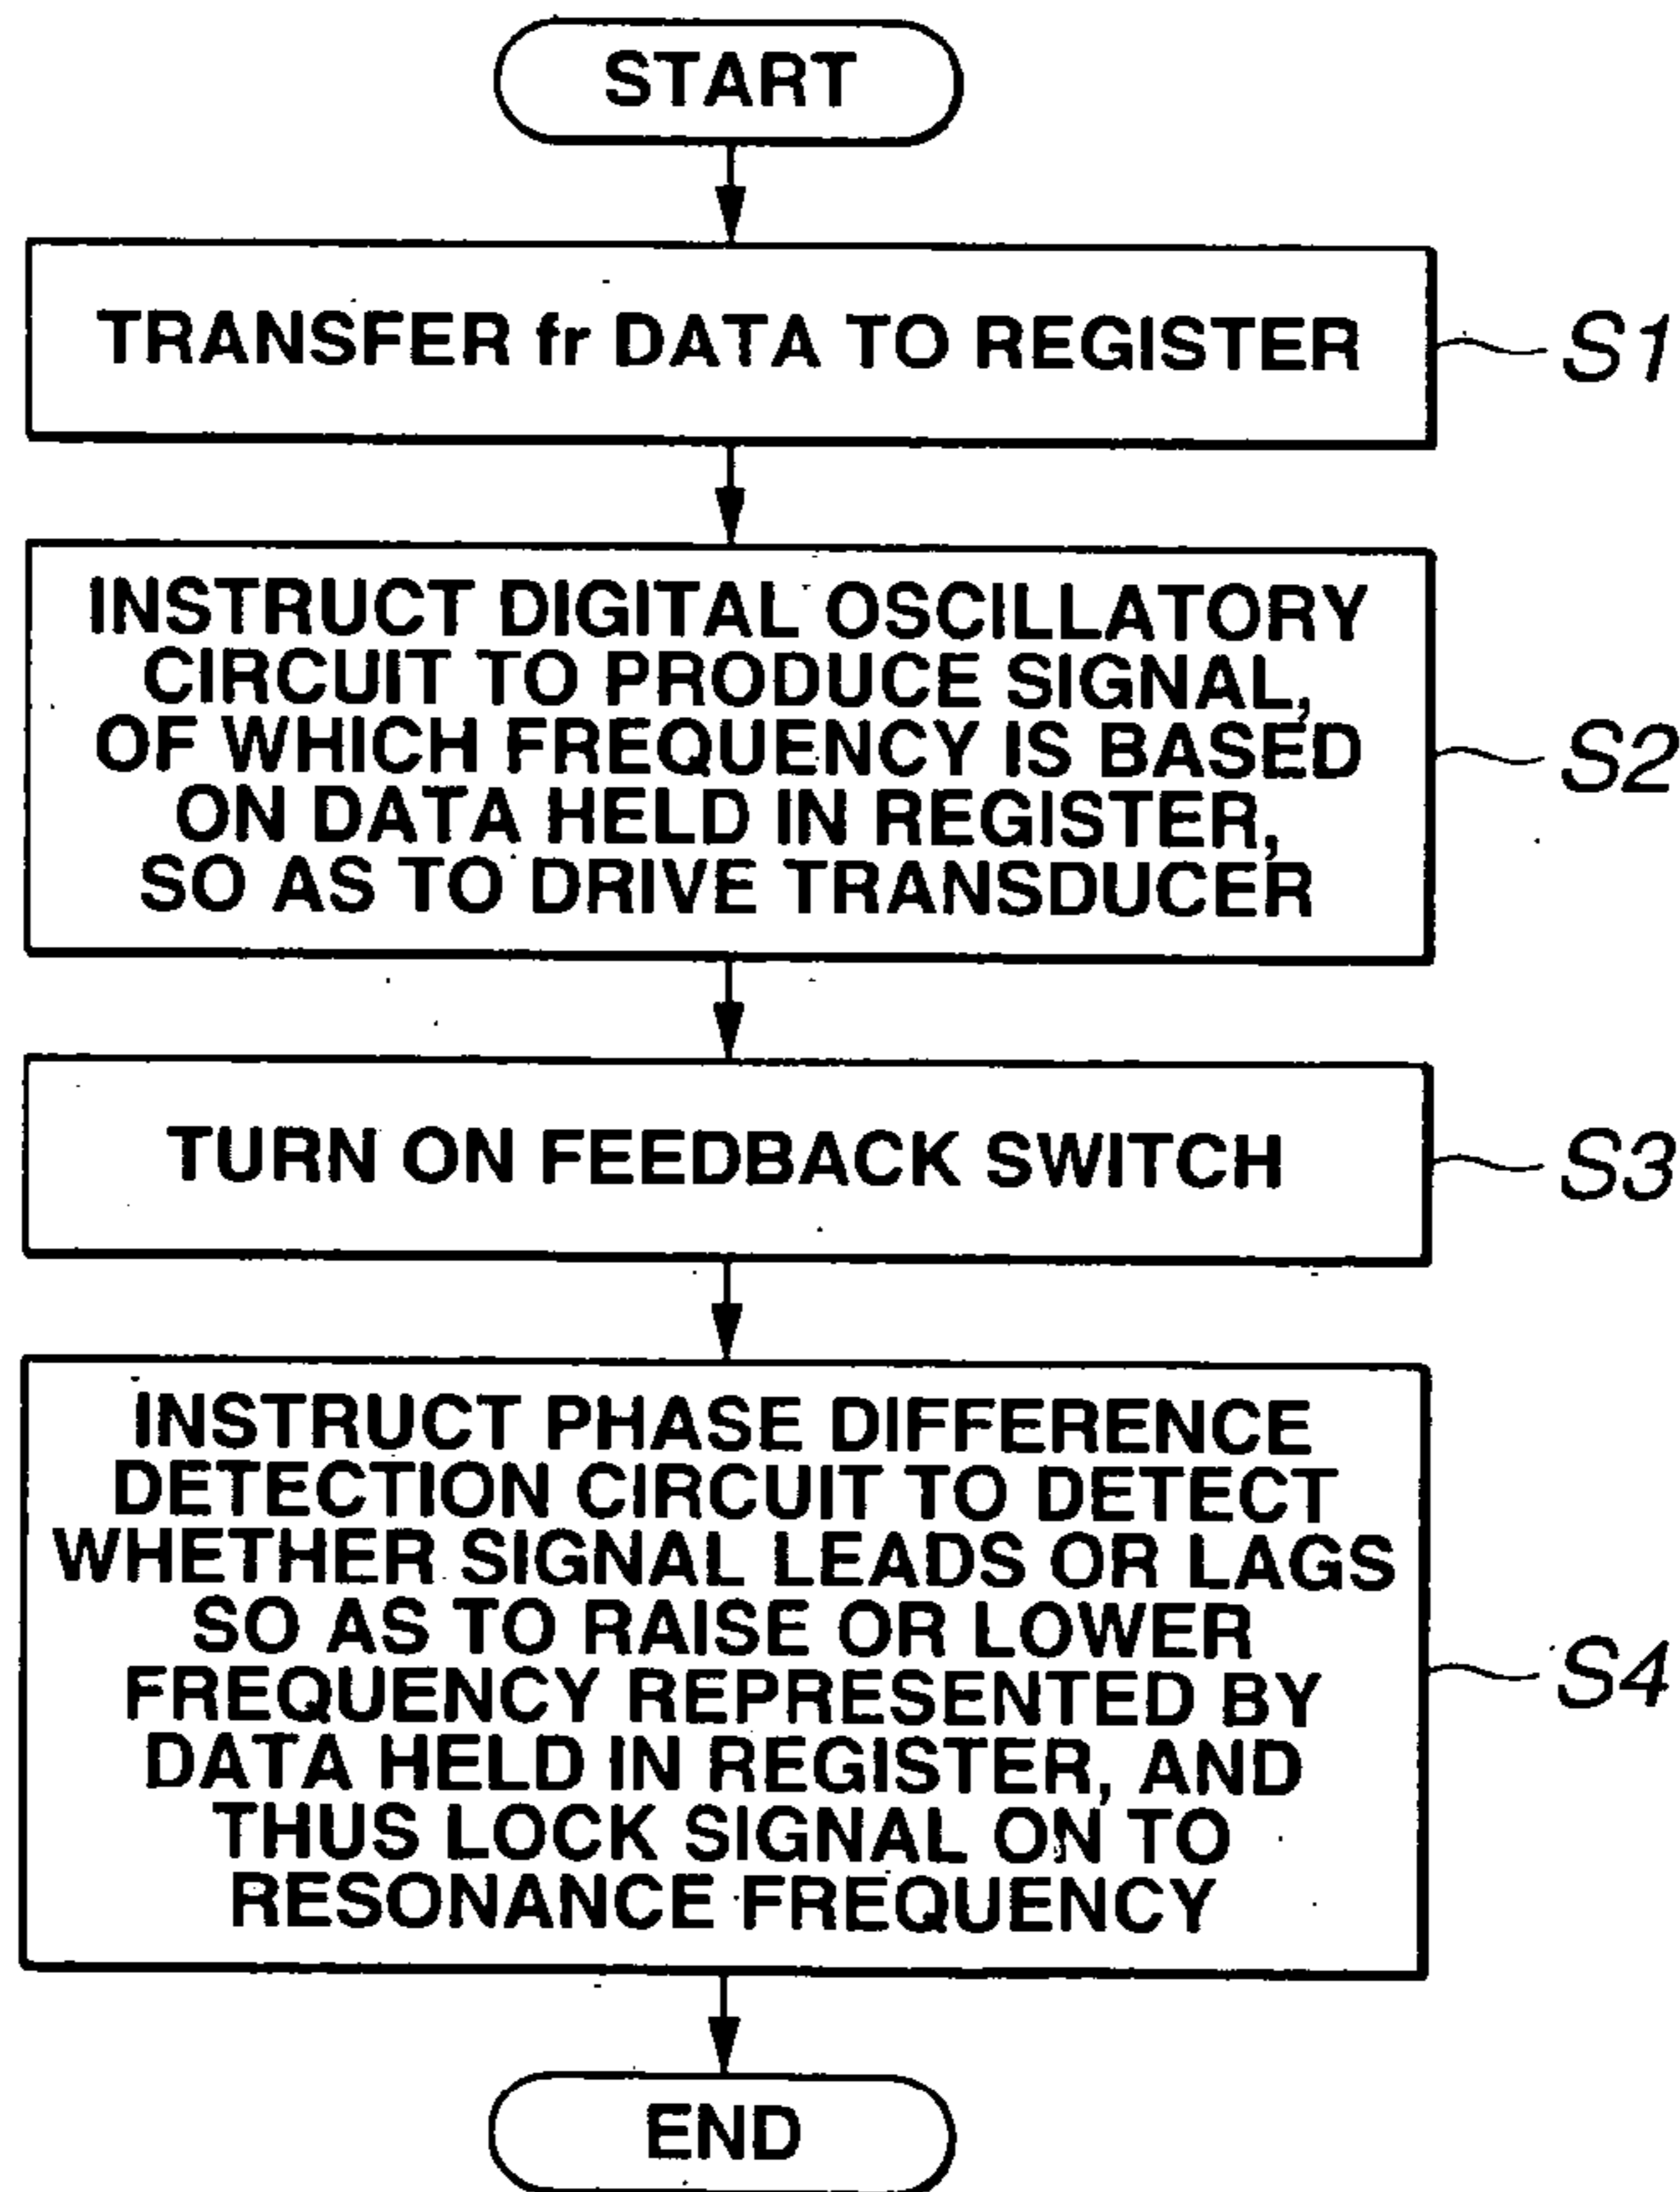 START
TRANSFER fr DATA TO REGISTER
S1
INSTRUCT DIGITAL OSCILLATORY
CIRCUIT TO PRODUCE SIGNAL,
OF WHICH FREQUENCY IS BASED
ON DATA HELD IN REGISTER,
SO AS TO DRIVE TRANSDUCER
S2
TURN ON FEEDBACK SWITCH
S3
INSTRUCT PHASE DIFFERENCE
DETECTION CIRCUIT TO DETECT
WHETHER SIGNAL LEADS OR LAGS
SO AS TO RAISE OR LOWER
FREQUENCY REPRESENTED BY
DATA HELD IN REGISTER, AND
THUS LOCK SIGNAL ON TO
RESONANCE FREQUENCY
S4
END